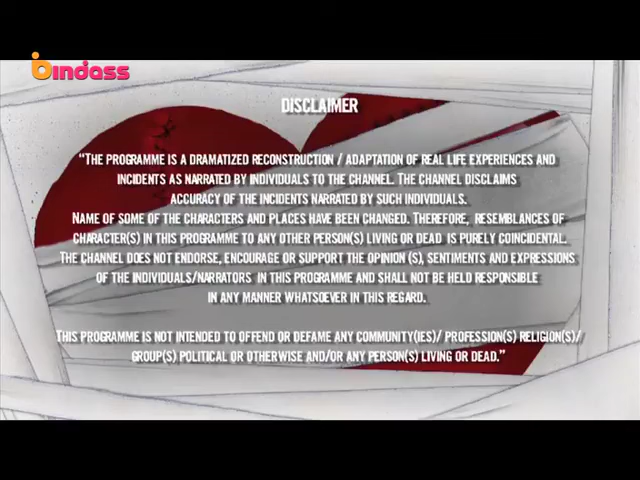 bindass
DISCLAIMER
"THE PROGRAMME IS A DRAMATIZED RECONSTRUCTION / ADAPTATION OF REAL LIFE EXPERIENCES AND
INCIDENTS AS NARRATED BY INDIVIDUALS TO THE CHANNEL. THE CHANNEL DISCLAIMS
ACCURACY OF THE INCIDENTS NARRATED BY SUCH INDIVIDUALS.
NAME OF SOME OF THE CHARACTERS AND PLACES HAVE BEEN CHANGED. THEREFORE, RESEMBLANCES OF
CHARACTER(S) IN THIS PROGRAMME TO ANY OTHER PERSON(S) LIVING OR DEAD IS PURELY COINCIDENTAL.
THE CHANNEL DOES NOT ENDORSE, ENCOURAGE OR SUPPORT THE OPINION (S), SENTIMENTS AND EXPRESSIONS
OF THE INDIVIDUALS/NARRATORS IN THIS PROGRAMME AND SHALL NOT BE HELD RESPONSIBLE
IN ANY MANNER WHATSOEVER IN THIS REGARD.
THIS PROGRAMME IS NOT INTENDED TO OFFEND OR DEFAME ANY COMMUNITY(IES)/ PROFESSION(S) RELIGION(S)/
GROUP(S) POLITICAL OR OTHERWISE AND/OR ANY PERSON(S) LIVING OR DEAD."